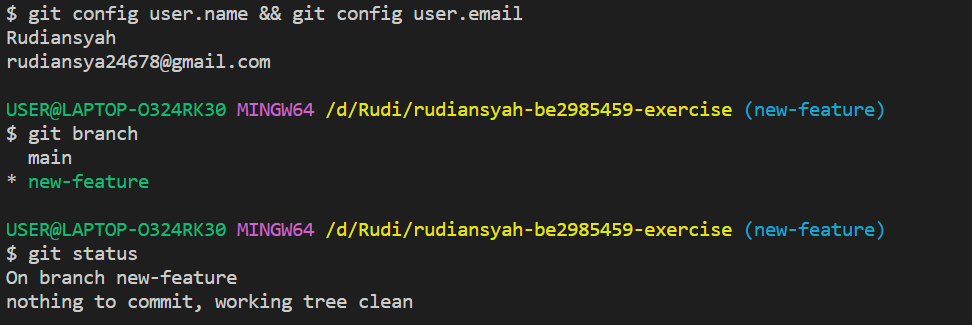 $ git config user.name && git config user.email
Rudiansyah
rudiansya24678@gmail.com
USER@LAPTOP-O324RK30 MINGW64 /d/Rudi/rudiansyah-be2985459-exercise (new-feature)
$ git branch
  main
* new-feature
USER@LAPTOP-O324RK30 MINGW64 /d/Rudi/rudiansyah-be2985459-exercise (new-feature)
$ git status
On branch new-feature
nothing to commit, working tree clean